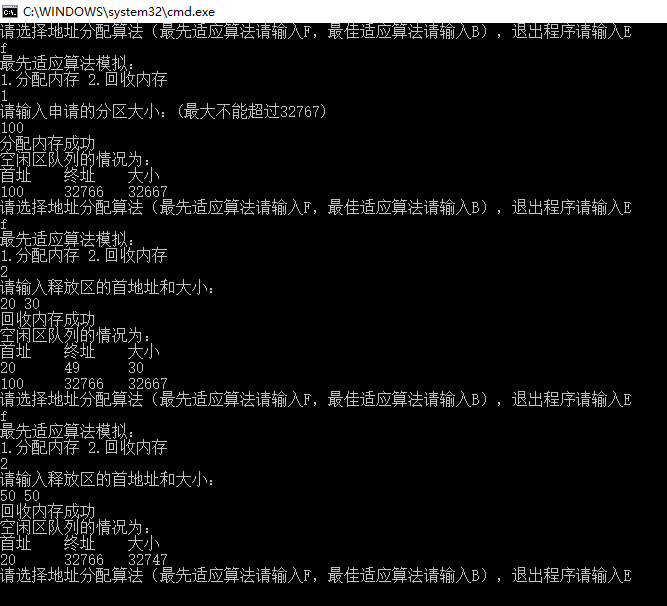 C:\WINDOWS\system32\cmd.exe
请选择地址分配算法（最先适应算法请输入F，最佳适应算法请输入B），退出程序请输入E
f
最先适应算法模拟：
1.分配内存 2.回收内存
1
请输入申请的分区大小：(最大不能超过32767)
100
分配内存成功
空闲区队列的情况为：
首址 终址 大小
100 32766 32667
请选择地址分配算法（最先适应算法请输入F，最佳适应算法请输入B），退出程序请输入E
f
最先适应算法模拟：
1.分配内存 2.回收内存
2
请输入释放区的首地址和大小：
20 30
回收内存成功
空闲区队列的情况为：
首址 终址 大小
20 49 30
100 32766 32667
请选择地址分配算法（最先适应算法请输入F，最佳适应算法请输入B），退出程序请输入E
f
最先适应算法模拟：
1.分配内存 2.回收内存
2
请输入释放区的首地址和大小：
50 50
回收内存成功
空闲区队列的情况为：
首址 终址 大小
20 32766 32747
请选择地址分配算法（最先适应算法请输入F，最佳适应算法请输入B），退出程序请输入E